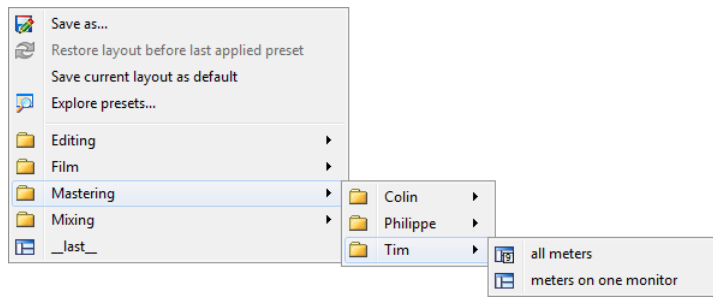 Save as...
Restore layout before last applied preset
Save current layout as default
Explore presets...
Editing
Film
Mastering
Mixing
__last__
Colin
Philippe
Tim
all meters
meters on one monitor